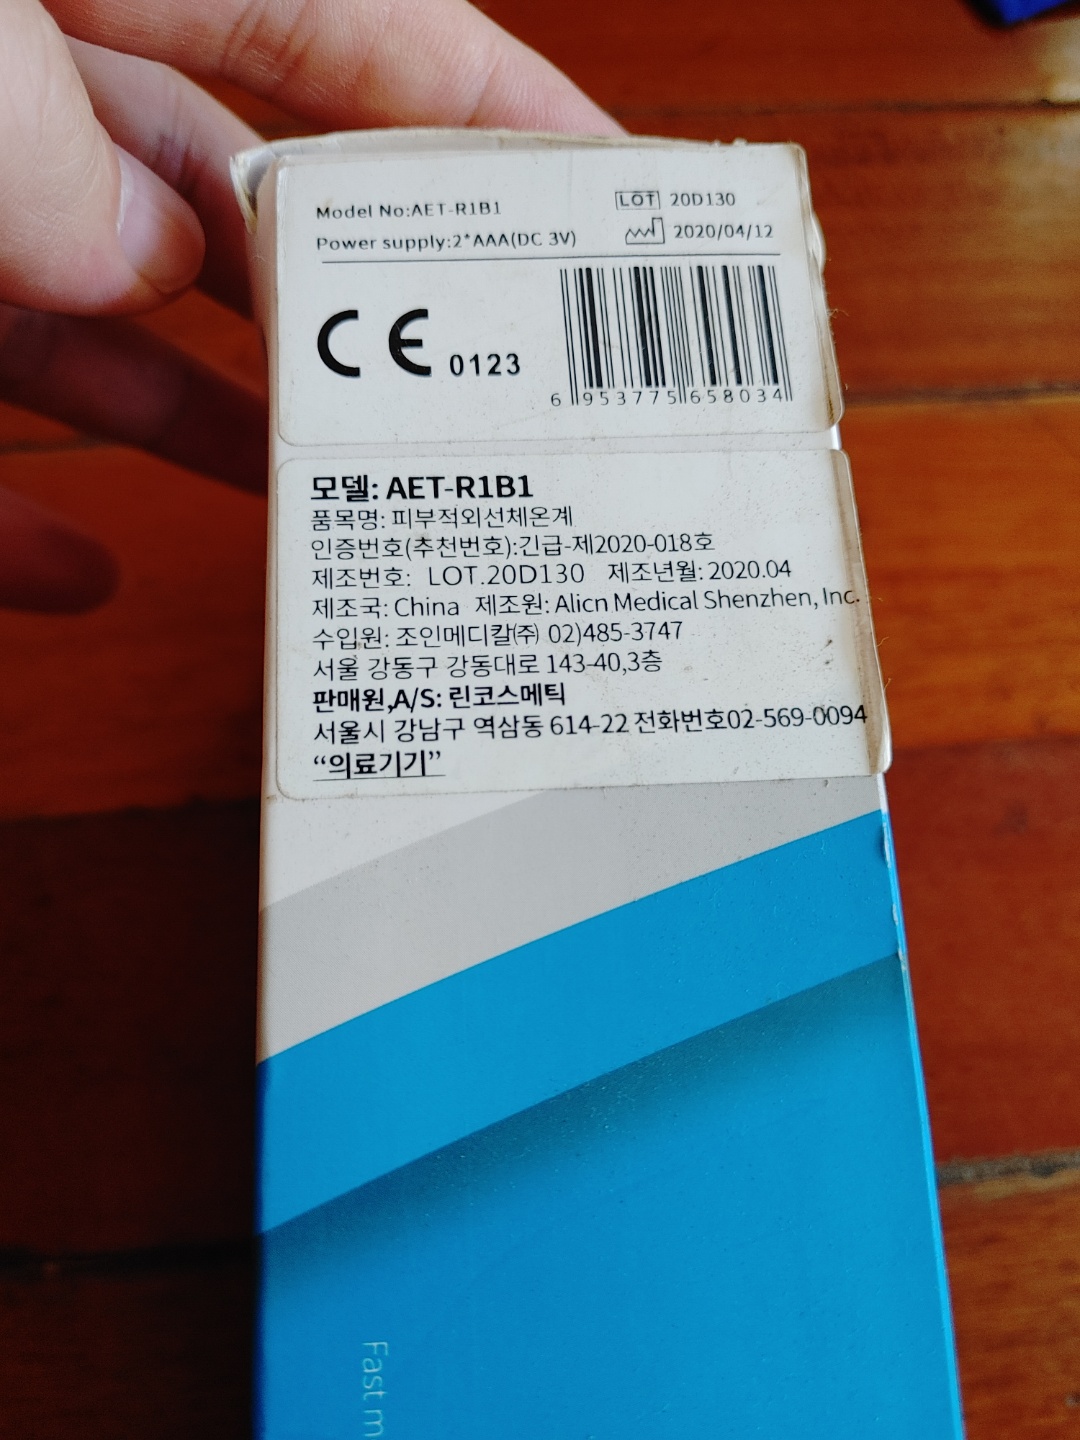 Model No:AET-R1B1
LOT 20D130
Power supply:2*AAA(DC 3V)
2020/04/12
CE 0123
6 953775 658034
모델: AET-R1B1
품목명: 피부적외선체온계
인증번호(추천번호):긴급-제2020-018호
제조번호: LOT.20D130 제조년월: 2020.04
제조국: China 제조원: Alicn Medical Shenzhen, Inc.
수입원: 조인메디칼㈜ 02)485-3747
서울 강동구 강동대로 143-40,3층
판매원,A/S: 린코스메틱
서울시 강남구 역삼동 614-22 전화번호02-569-0094
“의료기기”
Fast m